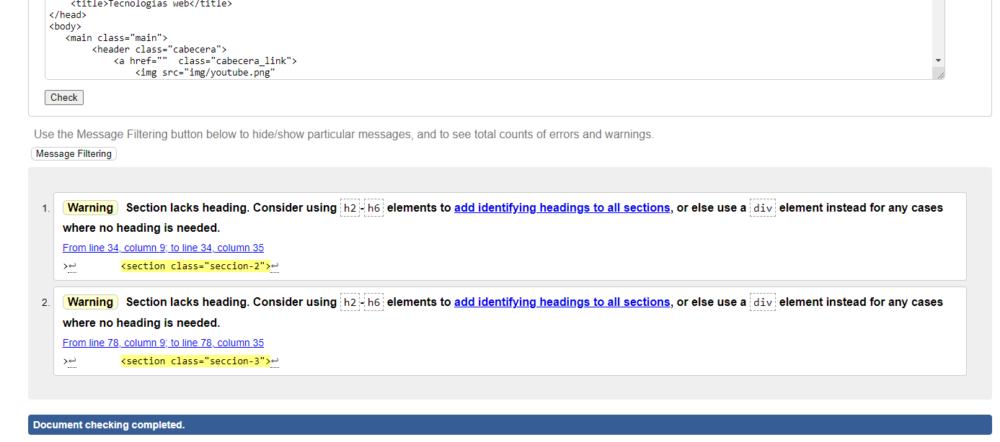 <title>Tecnologias web</title>
</head>
<body>
<main class="main">
<header class="cabecera">
<a href=""  class="cabecera_link">
<img src="img/youtube.png"
Check
Use the Message Filtering button below to hide/show particular messages, and to see total counts of errors and warnings.
Message Filtering
1. Warning Section lacks heading. Consider using h2-h6 elements to add identifying headings to all sections, or else use a div element instead for any cases
where no heading is needed.
From line 34, column 9; to line 34, column 35
>↩ <section class="seccion-2">↩
2. Warning Section lacks heading. Consider using h2-h6 elements to add identifying headings to all sections, or else use a div element instead for any cases
where no heading is needed.
From line 78, column 9; to line 78, column 35
>↩ <section class="seccion-3">↩
Document checking completed.